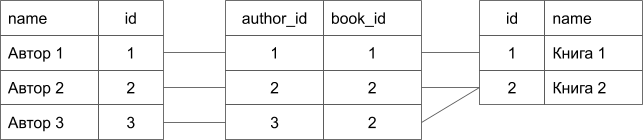 name id author_id book_id id name
Автор 1 1 1 1 1 Книга 1
Автор 2 2 2 2 2 Книга 2
Автор 3 3 3 2